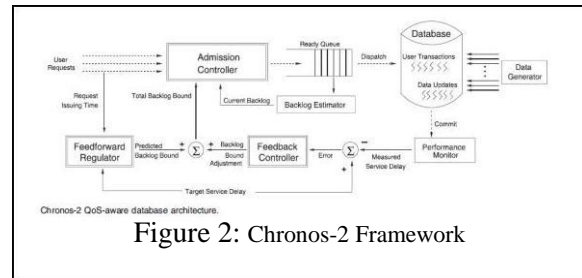 User
Requests
Admission
Controller
Ready Queue
Dispatch
Database
User Transactions
Data Updates
Data
Generator
Request
Issuing Time
Total Backlog Bound
Current Backlog
Backlog Estimator
Commit
Feedforward
Regulator
Predicted
Backlog Bound
+
+
Σ
Backlog
Bound
Adjustment
Feedback
Controller
Error
Σ
−
+
Measured
Service Delay
Performance
Monitor
Target Service Delay
Chronos-2 QoS-aware database architecture.
Figure 2: Chronos-2 Framework